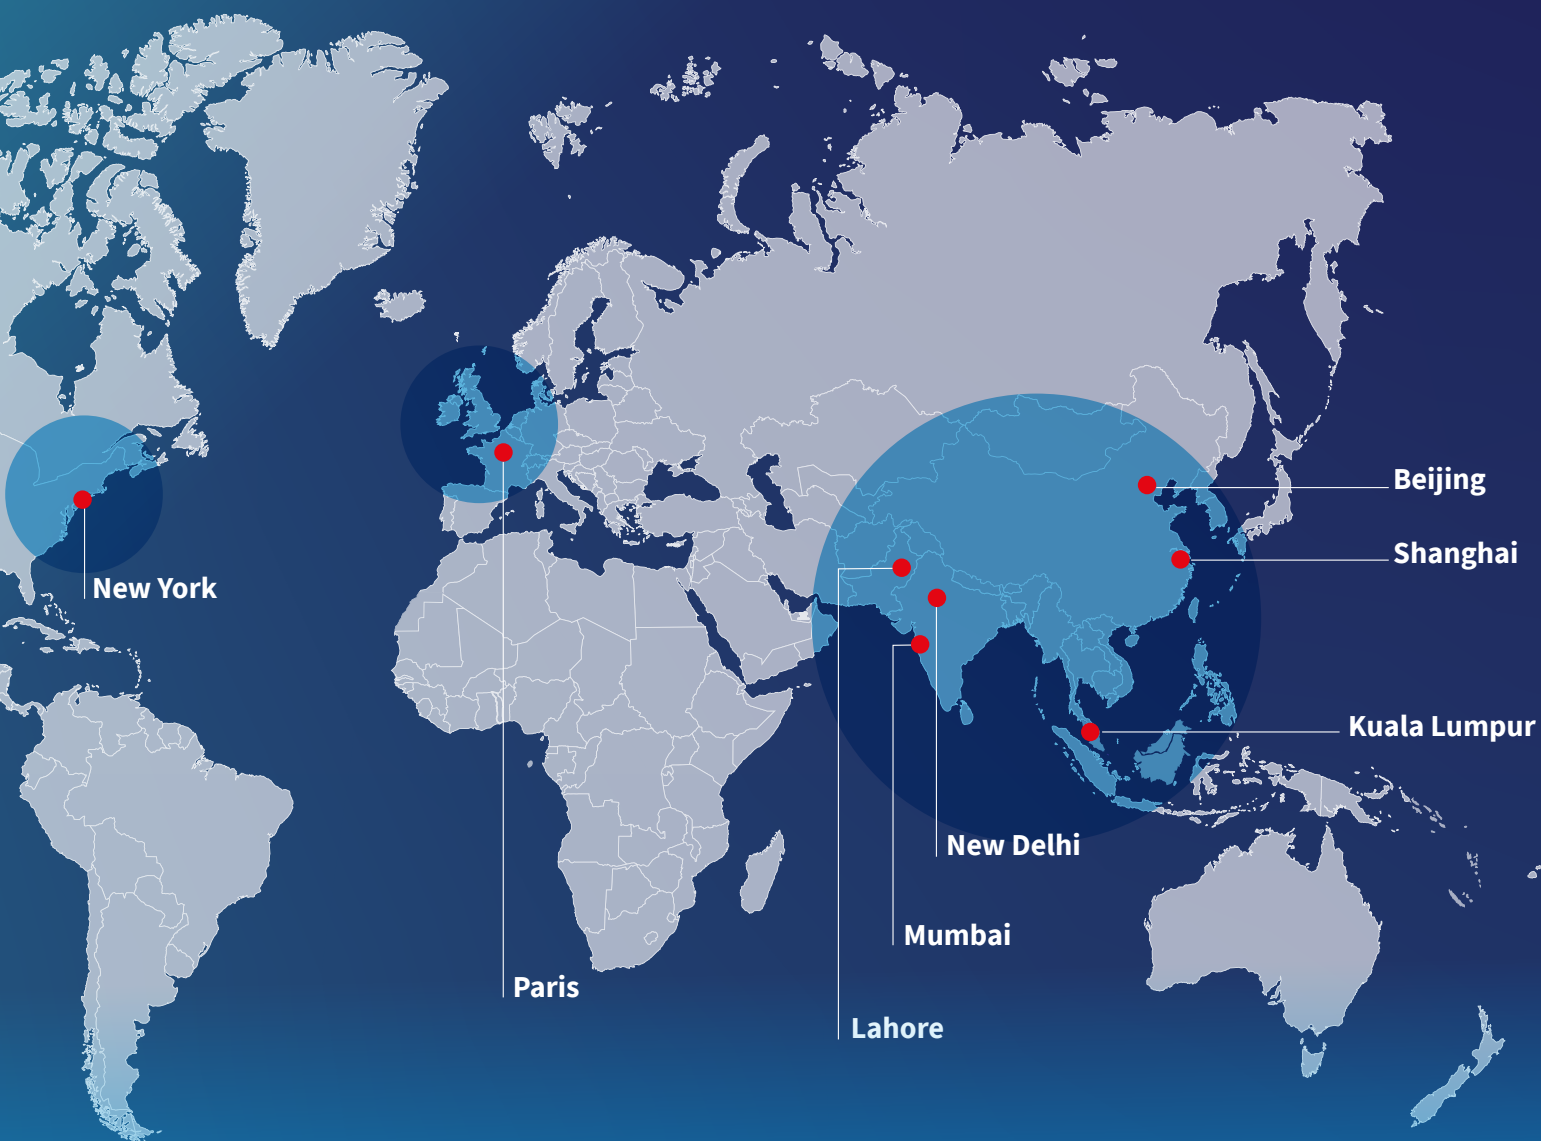 Beijing
Shanghai
New York
Kuala Lumpur
New Delhi
Mumbai
Paris
Lahore